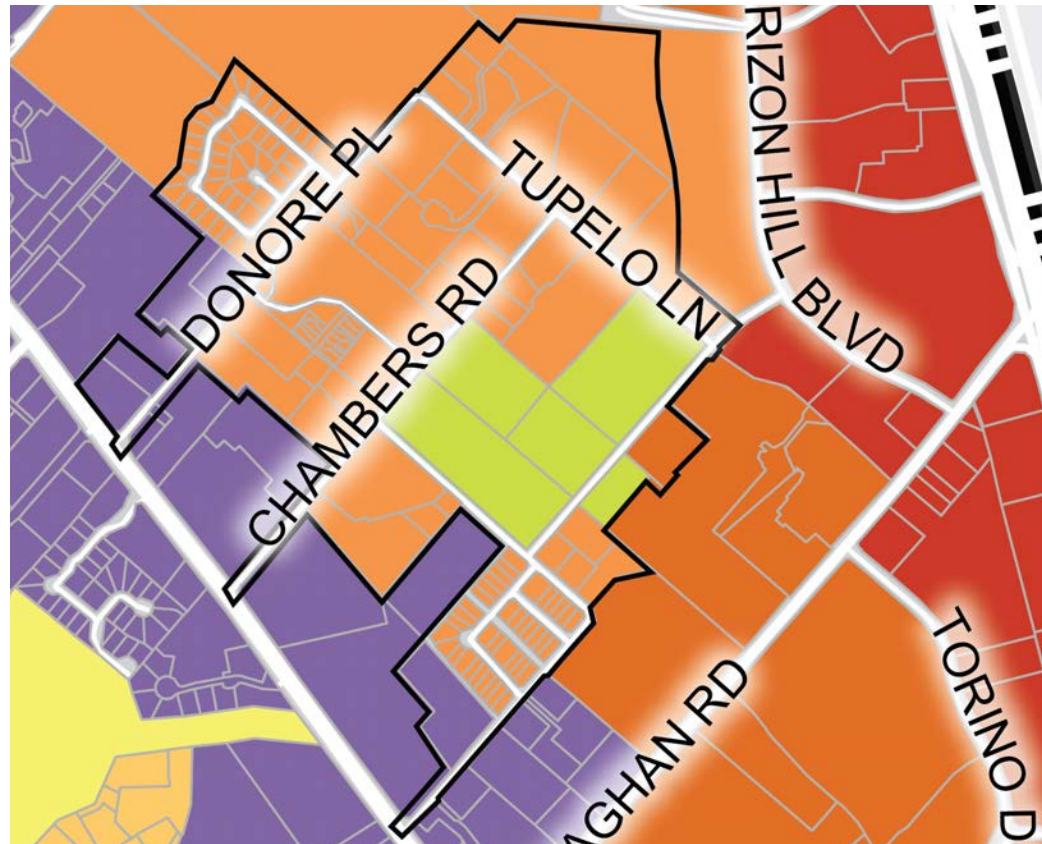 RIZON HILL BLVD
TUPELO LN
DONORE PL
CHAMBERS RD
AGHAN RD
TORINO D